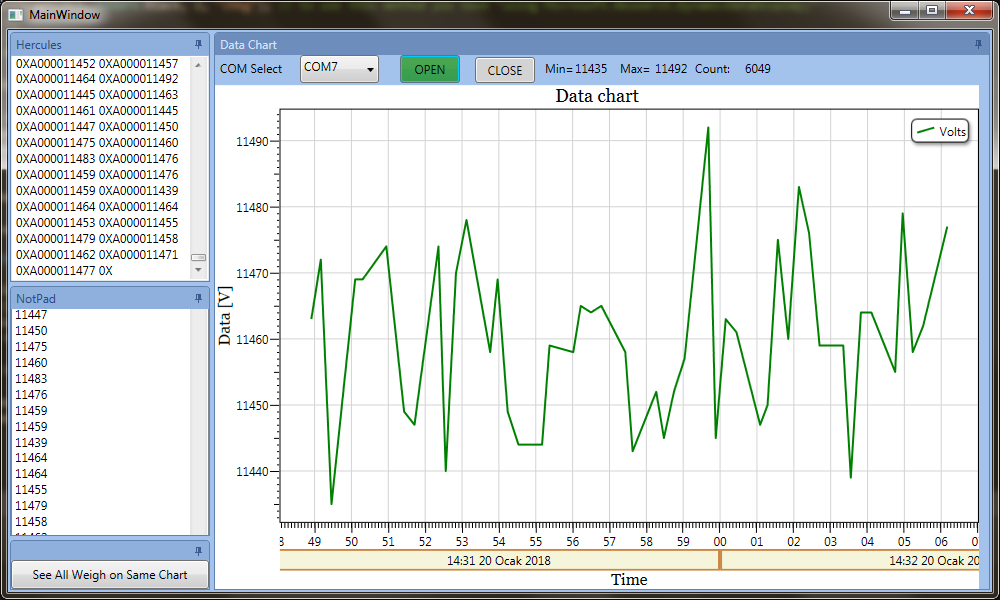 MainWindow
Hercules
0XA000011452 0XA000011457
0XA000011464 0XA000011492
0XA000011445 0XA000011463
0XA000011461 0XA000011445
0XA000011447 0XA000011450
0XA000011475 0XA000011460
0XA000011483 0XA000011476
0XA000011459 0XA000011476
0XA000011459 0XA000011439
0XA000011464 0XA000011464
0XA000011453 0XA000011455
0XA000011479 0XA000011458
0XA000011462 0XA000011471
0XA000011477 0X
NotPad
11447
11450
11475
11460
11483
11476
11459
11459
11439
11464
11464
11455
11479
11458
See All Weigh on Same Chart
Data Chart
COM Select COM7 OPEN CLOSE Min= 11435 Max= 11492 Count: 6049
Data chart
Volts
Data [V]
11490
11480
11470
11460
11450
11440
8 49 50 51 52 53 54 55 56 57 58 59 00 01 02 03 04 05 06 0
14:31 20 Ocak 2018 14:32 20 Ocak 20
Time